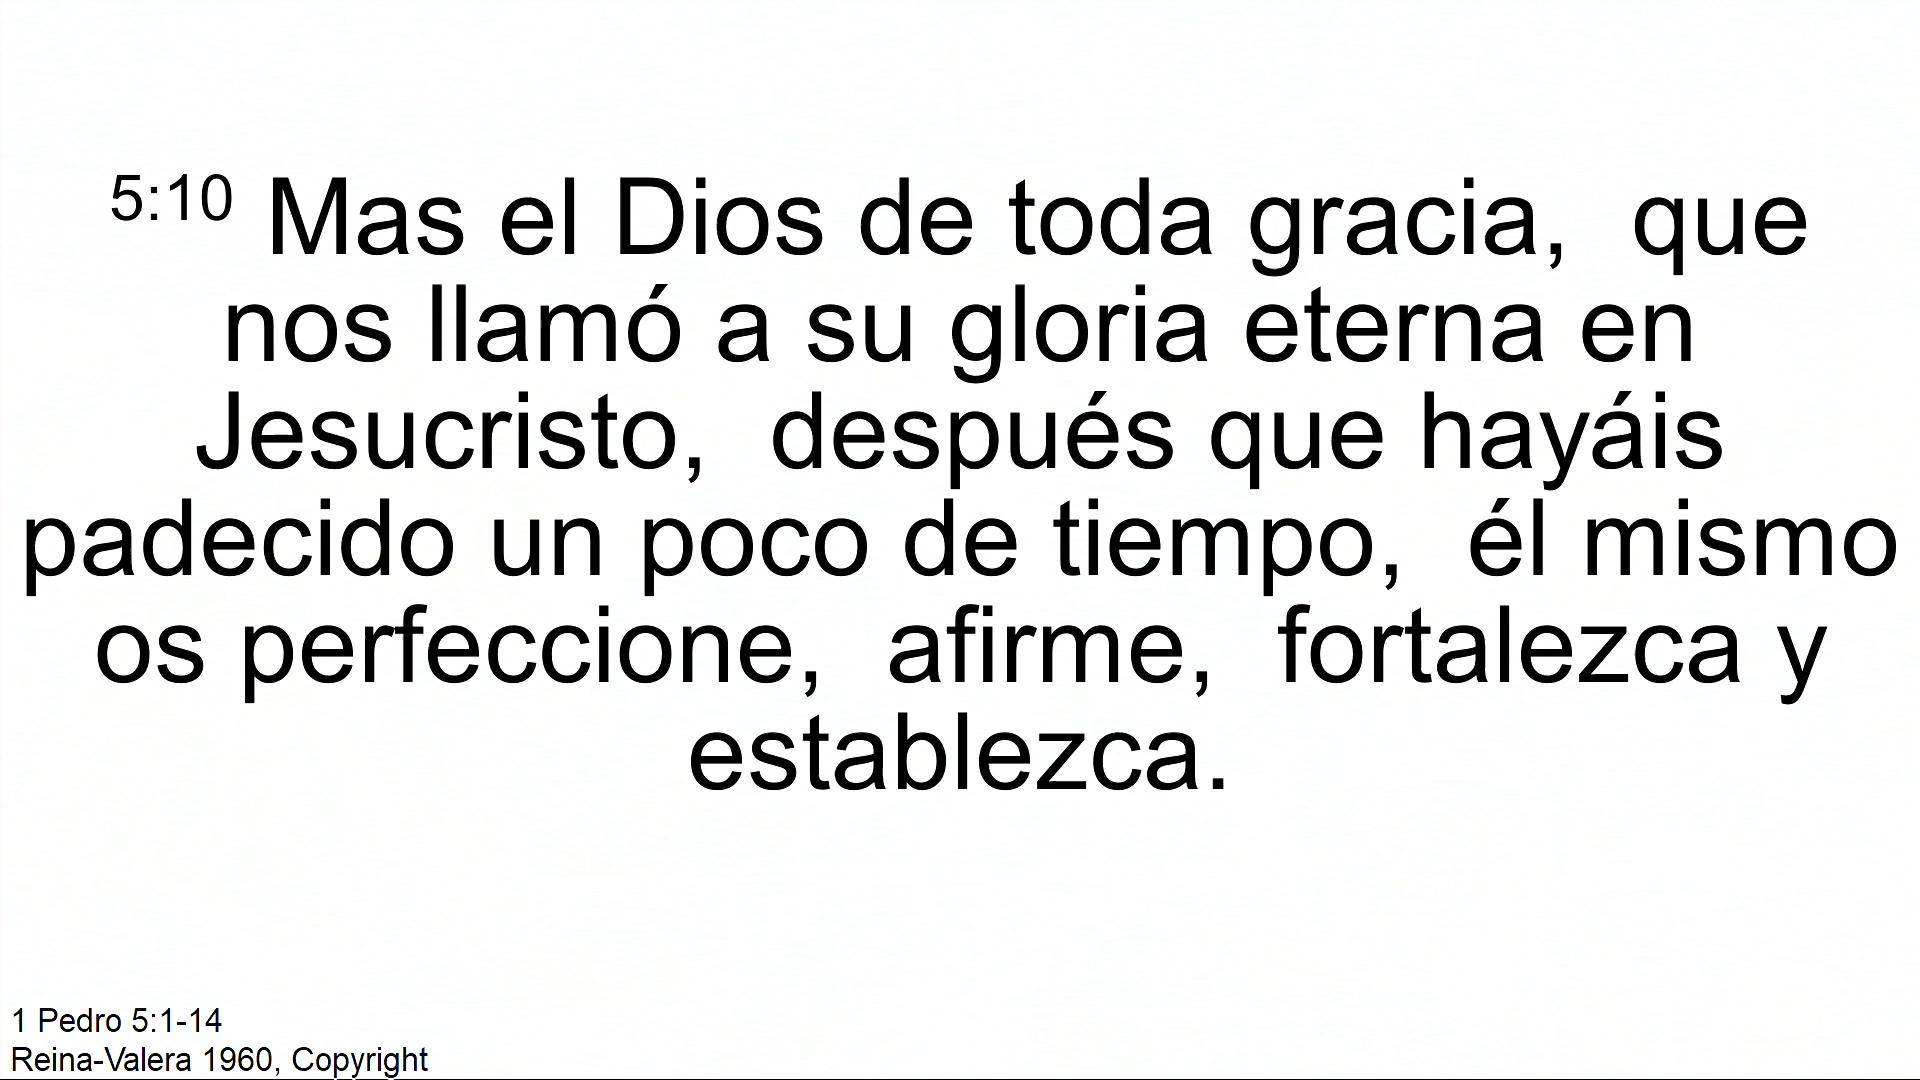 5:10 Mas el Dios de toda gracia,  que
nos llamó a su gloria eterna en
Jesucristo,  después que hayáis
padecido un poco de tiempo,  él mismo
os perfeccione,  afirme,  fortalezca y
establezca.
1 Pedro 5:1-14
Reina-Valera 1960, Copyright